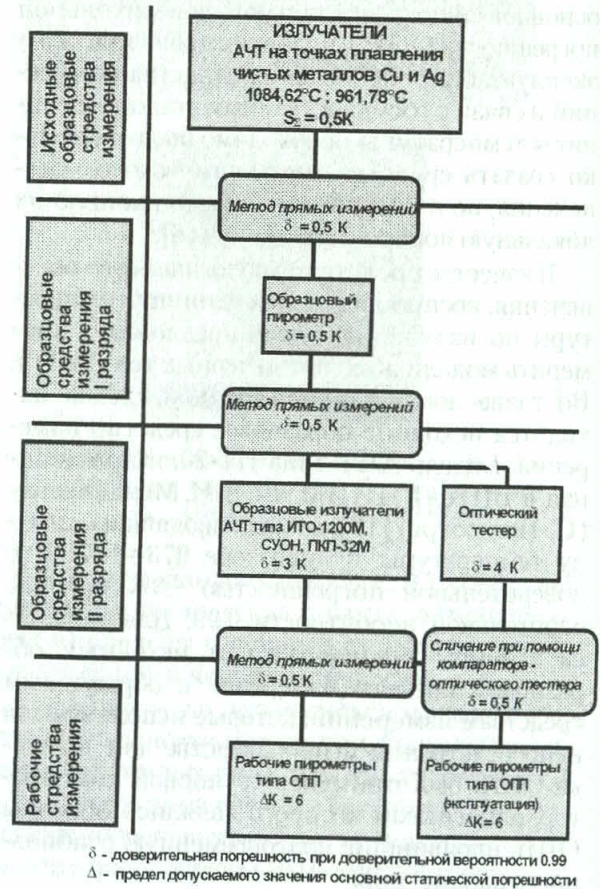 ИЗЛУЧАТЕЛИ
АЧТ на точках плавления
чистых металлов Cu и Ag
1084,62°C ; 961,78°C
S_Σ = 0,5К
Исходные
образцовые
стредства
измерения
Метод прямых измерений
δ = 0,5 К
Образцовые
средства
измерения
I разряда
Образцовый
пирометр
δ = 0,5 К
Метод прямых измерений
δ = 0,5 К
Образцовые
средства
измерения
II разряда
Образцовые излучатели
АЧТ типа ИТО-1200М,
СУОН, ПКП-32М
δ = 3 К
Оптический
тестер
δ = 4 К
Метод прямых измерений
δ = 0,5 К
Сличение при помощи
компаратора -
оптического тестера
δ = 0,5 К
Рабочие
стредства
измерения
Рабочие пирометры
типа ОПП
ΔК = 6
Рабочие пирометры
типа ОПП
(эксплуатация)
ΔК = 6
δ - доверительная погрешность при доверительной вероятности 0.99
Δ - предел допускаемого значения основной статической погрешности